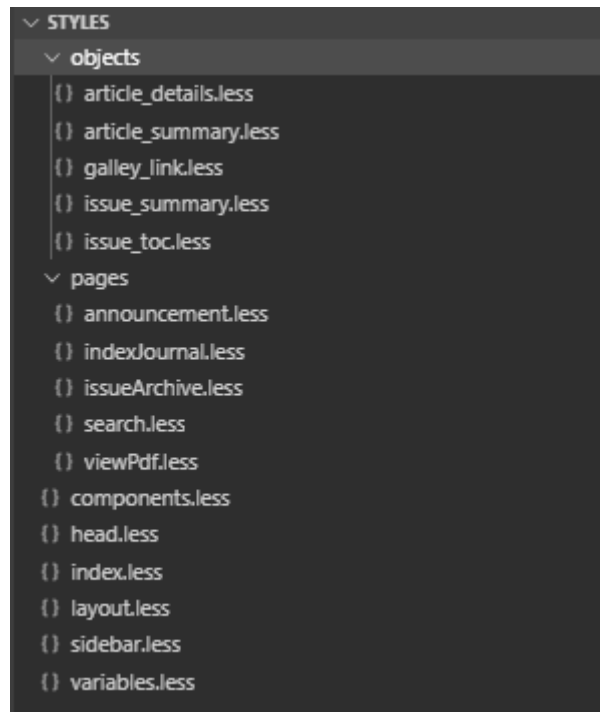 STYLES
objects
{} article_details.less
{} article_summary.less
{} galley_link.less
{} issue_summary.less
{} issue_toc.less
pages
{} announcement.less
{} indexJournal.less
{} issueArchive.less
{} search.less
{} viewPdf.less
{} components.less
{} head.less
{} index.less
{} layout.less
{} sidebar.less
{} variables.less